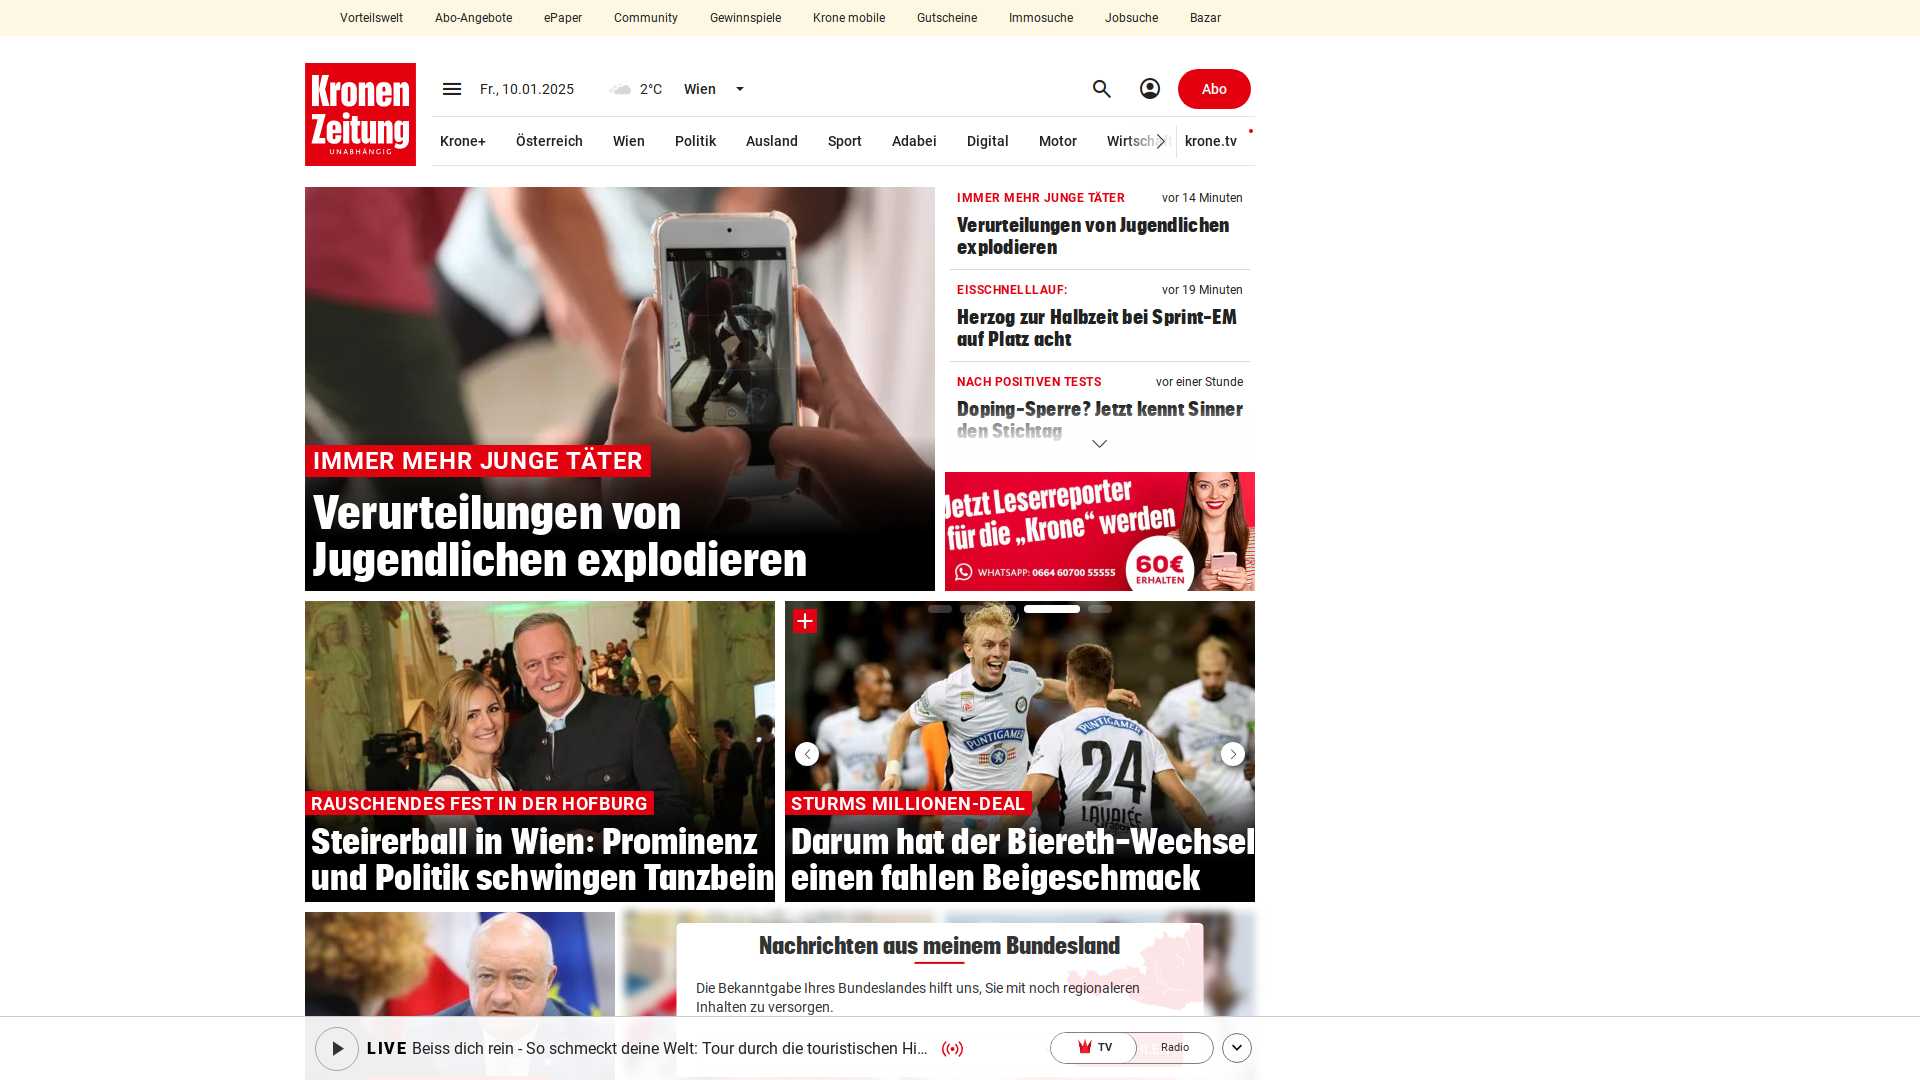 Vorteilswelt Abo-Angebote ePaper Community Gewinnspiele Krone mobile Gutscheine Immosuche Jobsuche Bazar
Kronen
Zeitung
UNABHÄNGIG
Fr., 10.01.2025 2°C Wien Abo
Krone+ Österreich Wien Politik Ausland Sport Adabei Digital Motor Wirtschaft krone.tv
IMMER MEHR JUNGE TÄTER
Verurteilungen von
Jugendlichen explodieren
IMMER MEHR JUNGE TÄTER vor 14 Minuten
Verurteilungen von Jugendlichen
explodieren
EISSCHNELLLAUF: vor 19 Minuten
Herzog zur Halbzeit bei Sprint-EM
auf Platz acht
NACH POSITIVEN TESTS vor einer Stunde
Doping-Sperre? Jetzt kennt Sinner
den Stichtag
Jetzt Leserreporter
für die „Krone“ werden
WHATSAPP: 0664 60700 55555
60€
ERHALTEN
RAUSCHENDES FEST IN DER HOFBURG
Steirerball in Wien: Prominenz
und Politik schwingen Tanzbein
PUNTIGAMER
PUNTIGAMER
24
LAVALÉE
STURMS MILLIONEN-DEAL
Darum hat der Biereth-Wechsel
einen fahlen Beigeschmack
Nachrichten aus meinem Bundesland
Die Bekanntgabe Ihres Bundeslandes hilft uns, Sie mit noch regionaleren
Inhalten zu versorgen.
LIVE Beiss dich rein - So schmeckt deine Welt: Tour durch die touristischen Hi... TV Radio